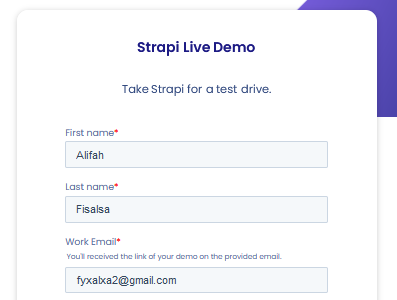 Strapi Live Demo
Take Strapi for a test drive.
First name*
Alifah
Last name*
Fisalsa
Work Email*
You'll received the link of your demo on the provided email.
fyxalxa2@gmail.com